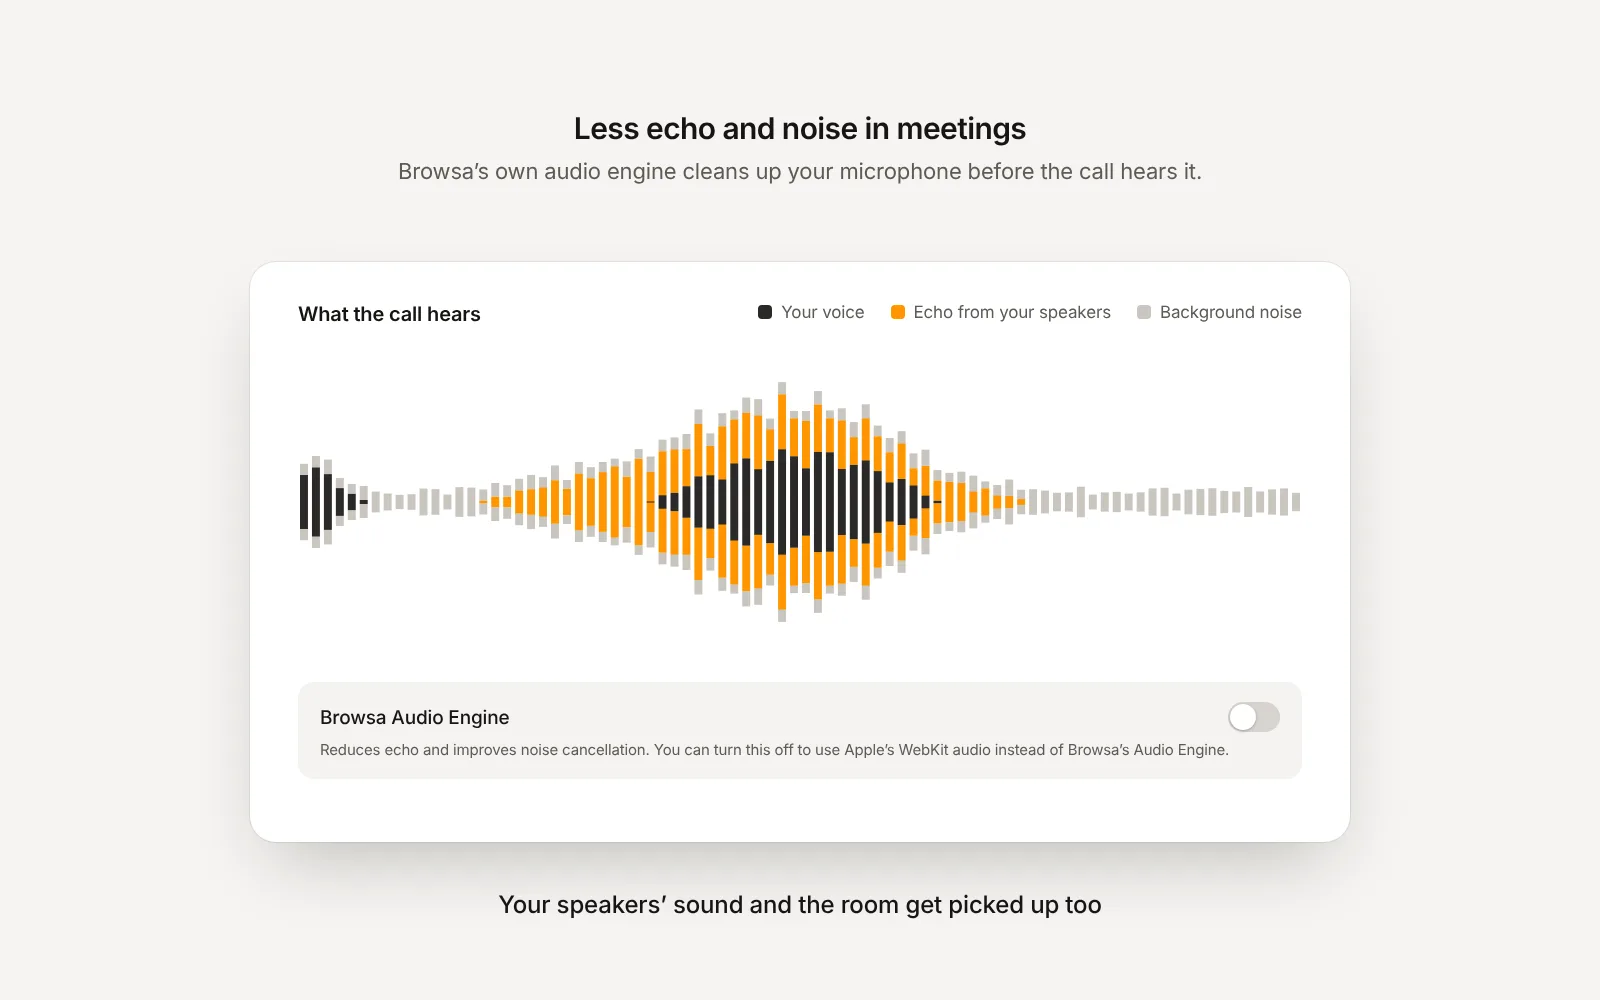 Less echo and noise in meetings
Browsa’s own audio engine cleans up your microphone before the call hears it.
What the call hears
Your voice
Echo from your speakers
Background noise
Browsa Audio Engine
Reduces echo and improves noise cancellation. You can turn this off to use Apple’s WebKit audio instead of Browsa’s Audio Engine.
Your speakers’ sound and the room get picked up too